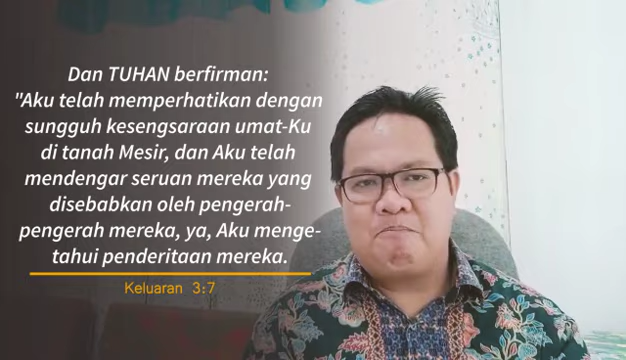 Dan TUHAN berfirman:
"Aku telah memperhatikan dengan
sungguh kesengsaraan umat-Ku
di tanah Mesir, dan Aku telah
mendengar seruan mereka yang
disebabkan oleh pengerah-
pengerah mereka, ya, Aku menge-
tahui penderitaan mereka.
Keluaran 3:7